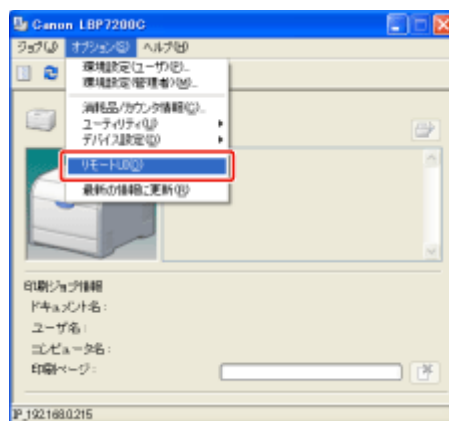 Canon LBP7200C
ジョブ(J) オプション(S) ヘルプ(H)
環境設定(ユーザ)(E)...
環境設定(管理者)(M)...
消耗品/カウンタ情報(C)...
ユーティリティ(U)
デバイス設定(D)
リモートUI(O)
最新の情報に更新(R)
印刷ジョブ情報
ドキュメント名:
ユーザ名:
コンピュータ名:
印刷ページ:
IP_192.168.0.215